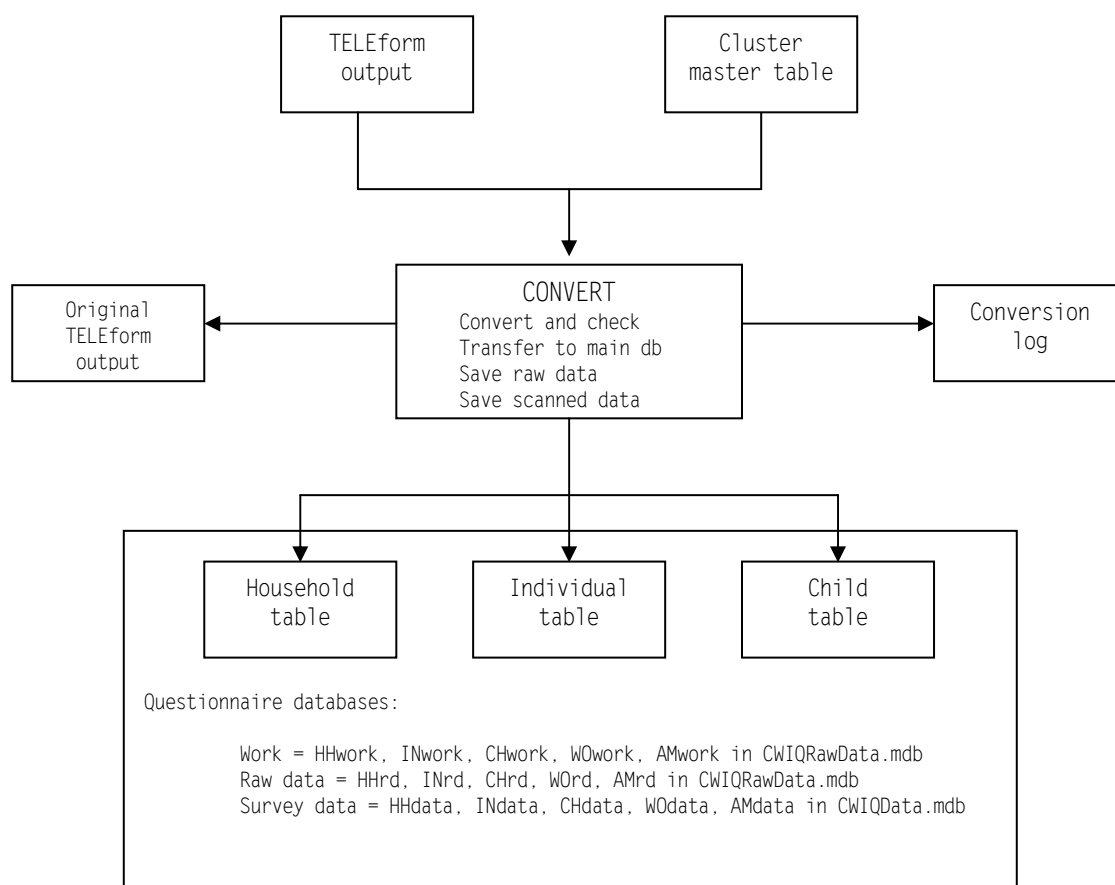 TELEform
output
Cluster
master table
Original
TELEform
output
CONVERT
Convert and check
Transfer to main db
Save raw data
Save scanned data
Conversion
log
Household
table
Individual
table
Child
table
Questionnaire databases:
Work = HHwork, INwork, CHwork, WOwork, AMwork in CWIQRawData.mdb
Raw data = HHrd, INrd, CHrd, WOrd, AMrd in CWIQRawData.mdb
Survey data = HHdata, INdata, CHdata, WOdata, AMdata in CWIQData.mdb